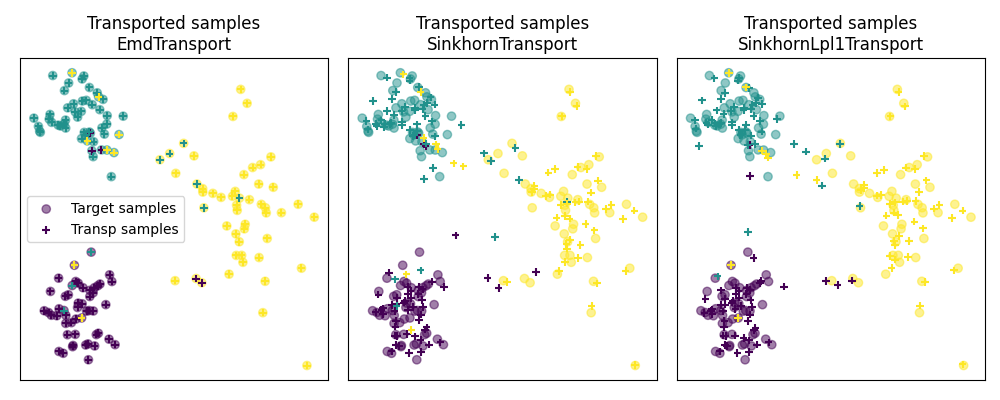 Transported samples
EmdTransport
Transported samples
SinkhornTransport
Transported samples
SinkhornLpl1Transport
Target samples
Transp samples